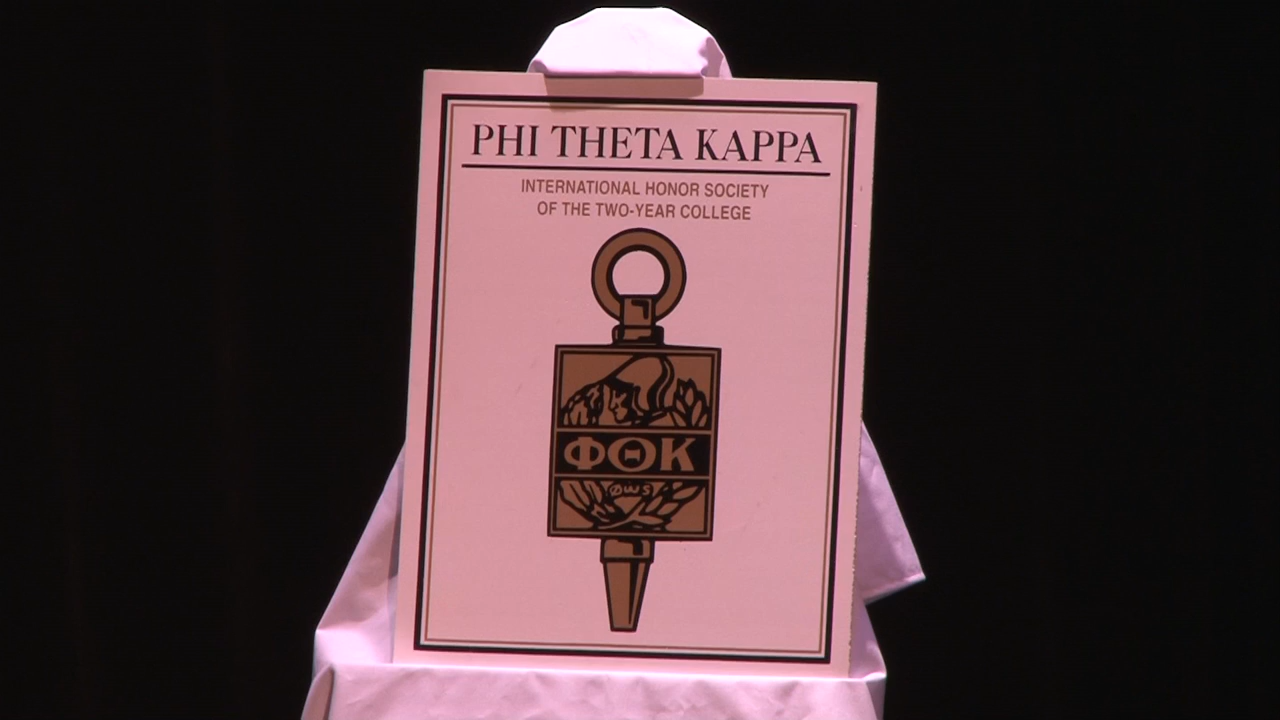 PHI THETA KAPPA
INTERNATIONAL HONOR SOCIETY
OF THE TWO-YEAR COLLEGE
ΦΘΚ